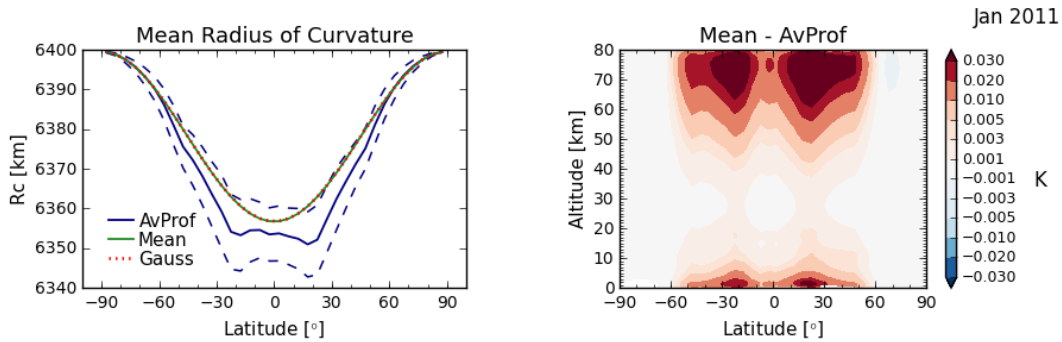 Jan 2011
Mean Radius of Curvature
6400
6390
6380
6370
6360
6350
6340
Rc [km]
AvProf
Mean
Gauss
−90 −60 −30 0 30 60 90
Latitude [°]
Mean - AvProf
80
70
60
50
40
30
20
10
0
Altitude [km]
−90 −60 −30 0 30 60 90
Latitude [°]
0.030
0.020
0.010
0.003
0.001
−0.001
−0.003
−0.005
−0.010
−0.020
−0.030
K